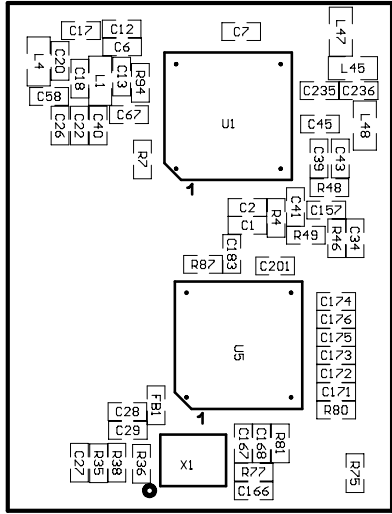 C17 C12 C7 L47
C6
L4 C20 C18 L1 C13 R94 L45
C58 C235 C236
C26 C22 C40 C67 U1 C45 L48
R7 C39 C43
1 R48
C2 R4 C41 C157
C1 R49 R46 C34
C183
R87 C201
C174
C176
C175
U5 C173
C172
C171
C28 FB1 1 R80
C29
C27 R35 R38 R36 X1 C167 C168 R81
R77 R75
C166